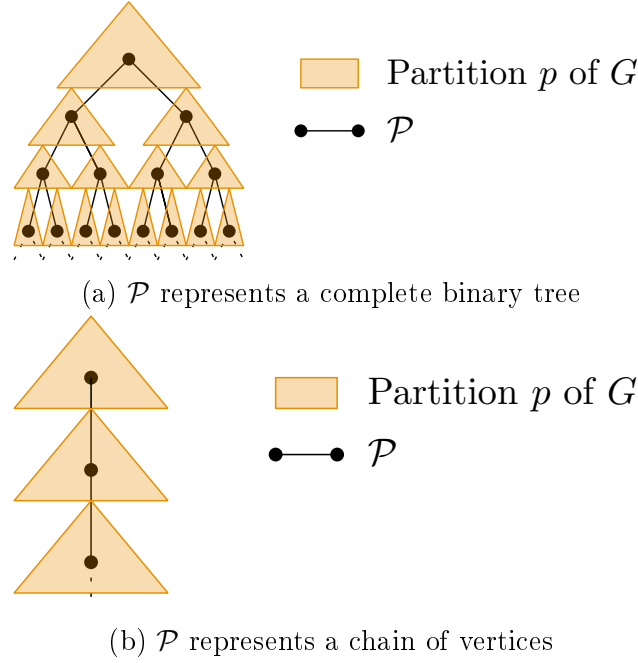 Partition p of G
𝒫
(a) 𝒫 represents a complete binary tree
Partition p of G
𝒫
(b) 𝒫 represents a chain of vertices